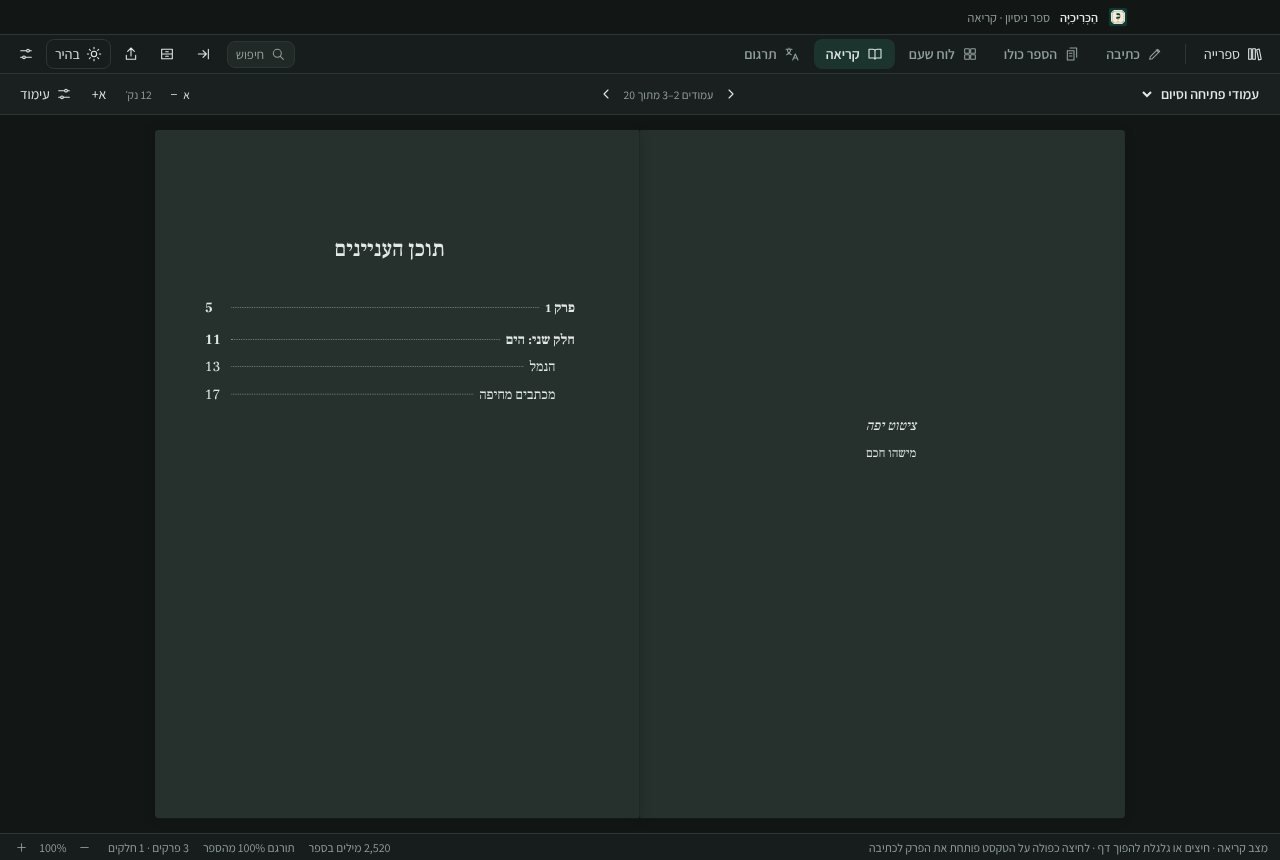 הַכְּרִיכִיָּה ספר ניסיון · קריאה
ספרייה כתיבה הספר כולו לוח שעם קריאה תרגום חיפוש בהיר
עמודי פתיחה וסיום עמודים 2–3 מתוך 20 א − 12 נק' א+ עימוד
ציטוט יפה
מישהו חכם
תוכן העניינים
פרק 1 5
חלק שני: הים 11
הנמל 13
מכתבים מחיפה 17
מצב קריאה · חיצים או גלגלת להפוך דף · לחיצה כפולה על הטקסט פותחת את הפרק לכתיבה 2,520 מילים בספר תורגם 100% מהספר 3 פרקים · 1 חלקים − 100% +